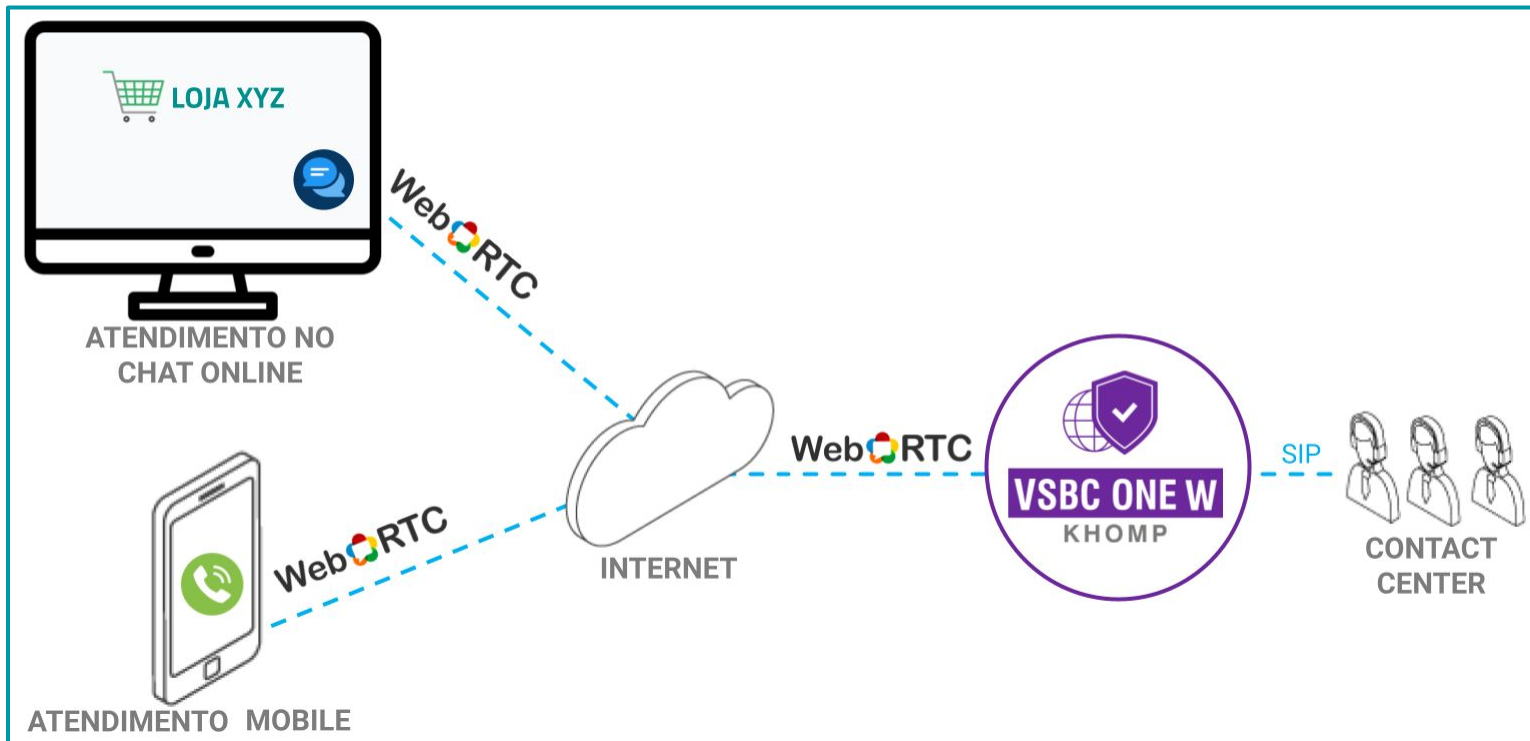 LOJA XYZ
WebRTC
ATENDIMENTO NO
CHAT ONLINE
WebRTC
SIP
VSBC ONE W
KHOMP
WebRTC
INTERNET
CONTACT
CENTER
ATENDIMENTO MOBILE